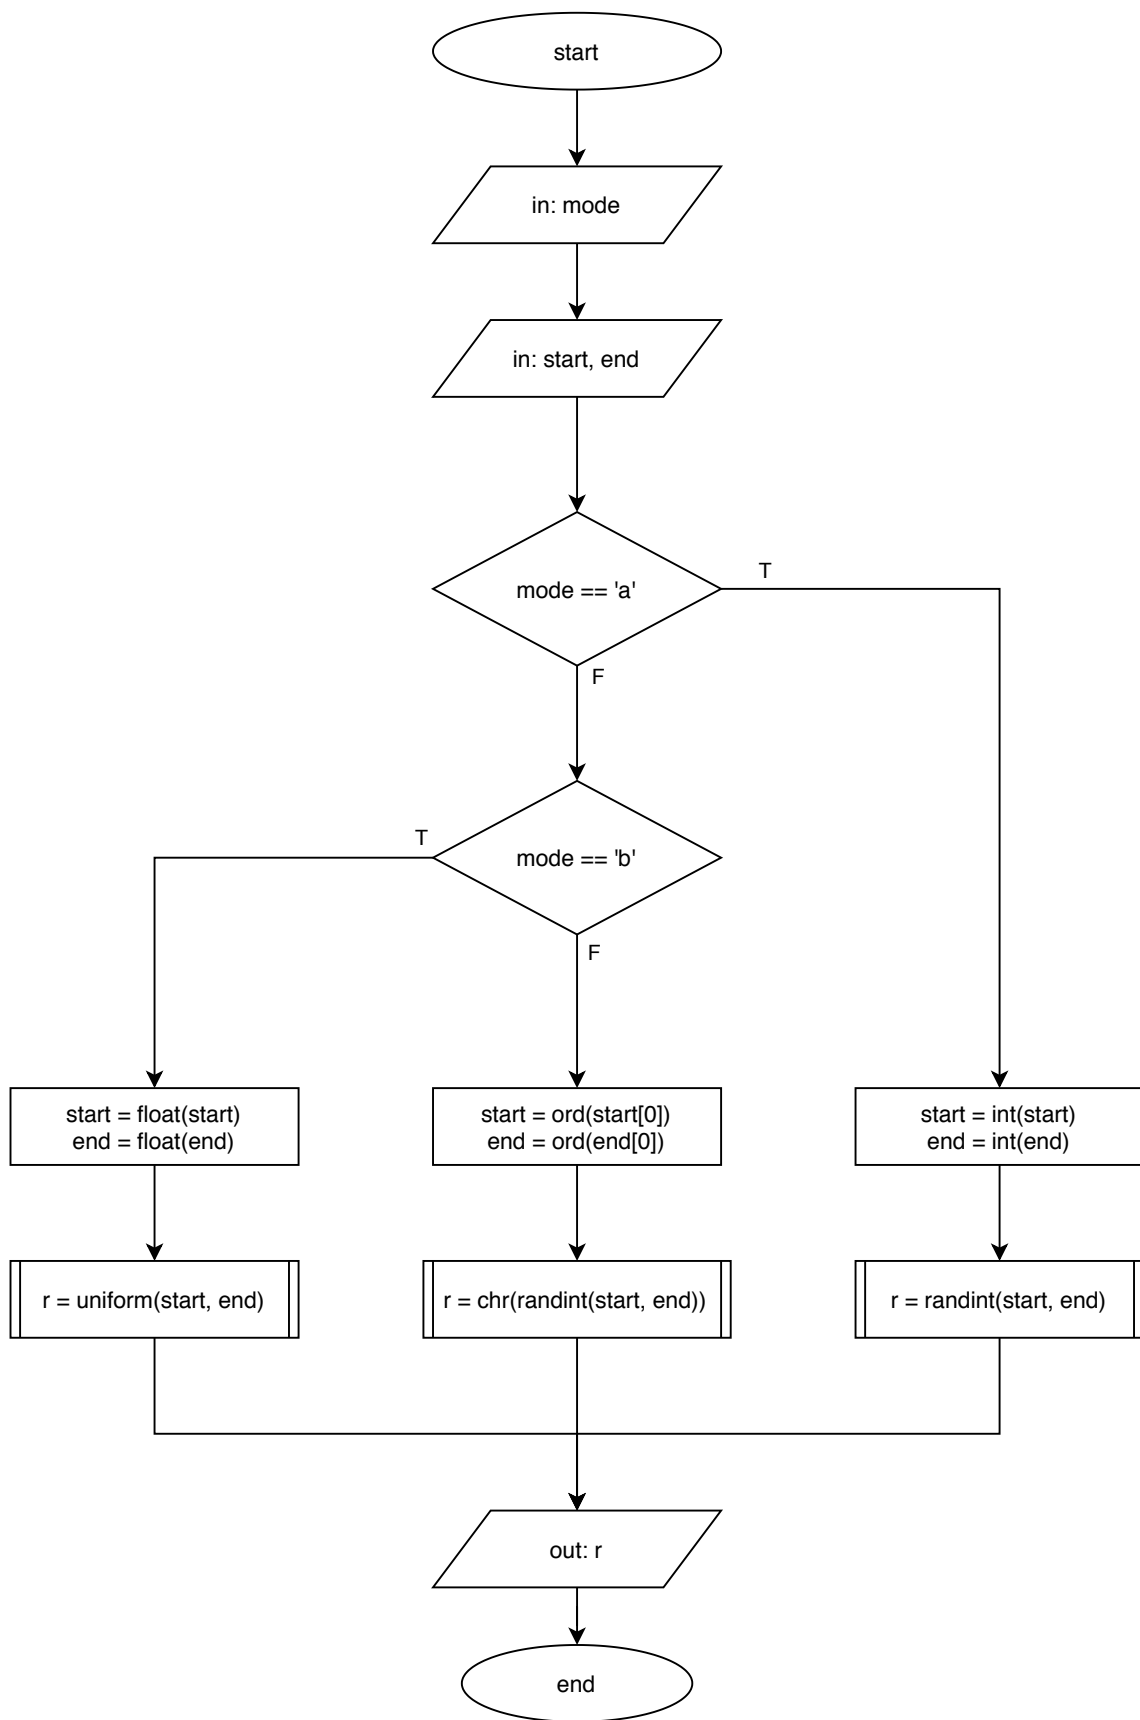 start
in: mode
in: start, end
mode == 'a'
T
F
mode == 'b'
T
F
start = float(start)
end = float(end)
start = ord(start[0])
end = ord(end[0])
start = int(start)
end = int(end)
r = uniform(start, end)
r = chr(randint(start, end))
r = randint(start, end)
out: r
end